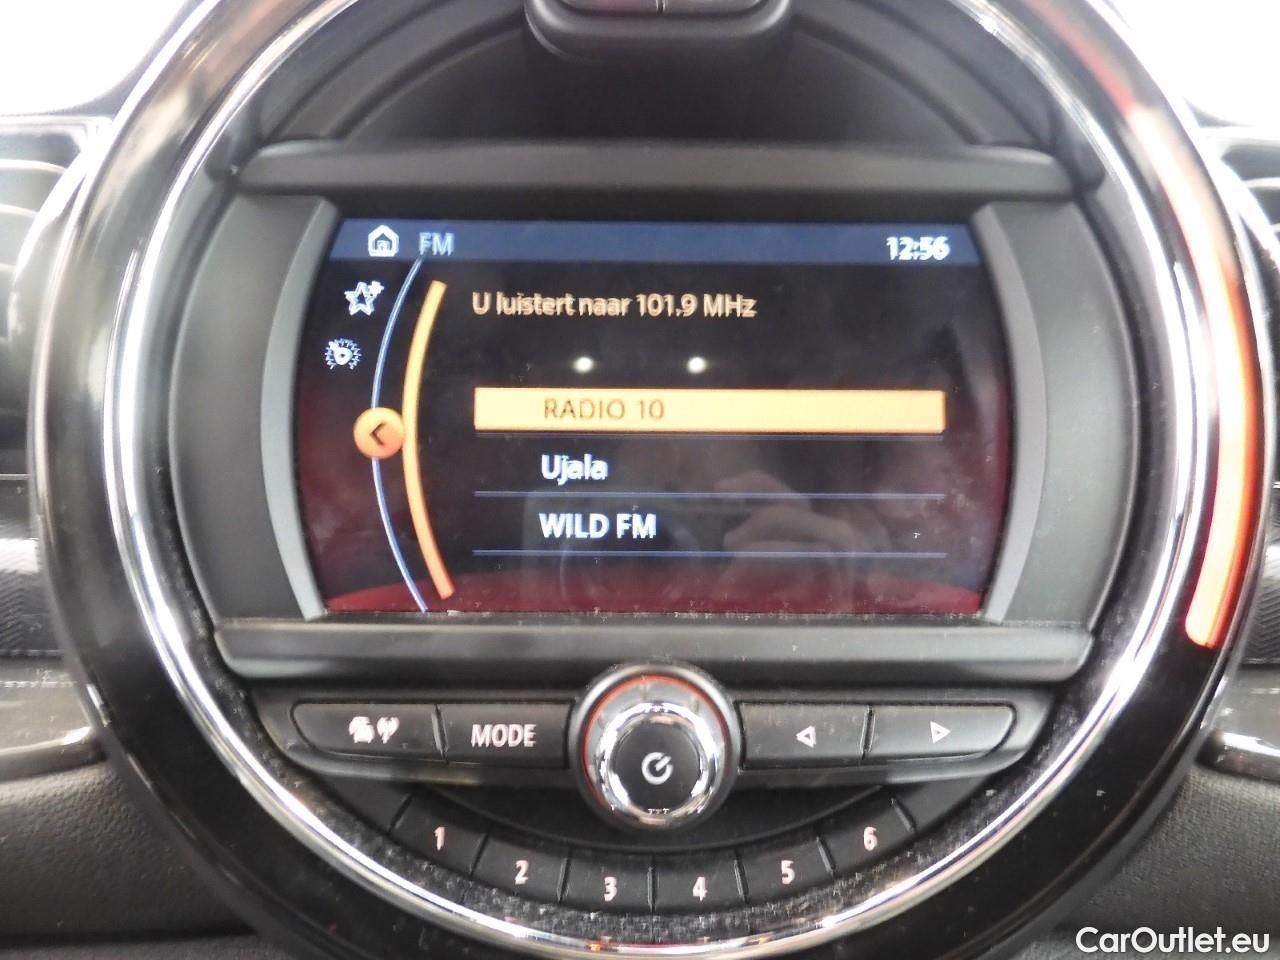 FM 12:56
U luistert naar 101,9 MHz
RADIO 10
Ujala
WILD FM
MODE
1 2 3 4 5 6
CarOutlet.eu